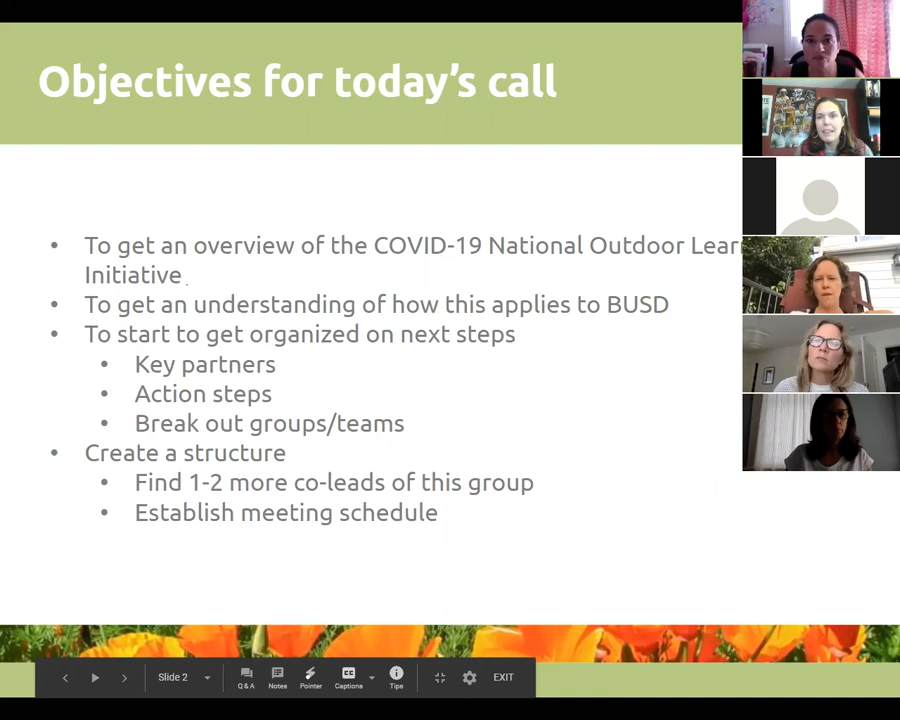 Objectives for today's call
• To get an overview of the COVID-19 National Outdoor
Initiative
• To get an understanding of how this applies to BUSD
• To start to get organized on next steps
• Key partners
• Action steps
• Break out groups/teams
• Create a structure
• Find 1-2 more co-leads of this group
• Establish meeting schedule
Slide 2
Q & A
Notes
Pointer
Captions
Tips
EXIT